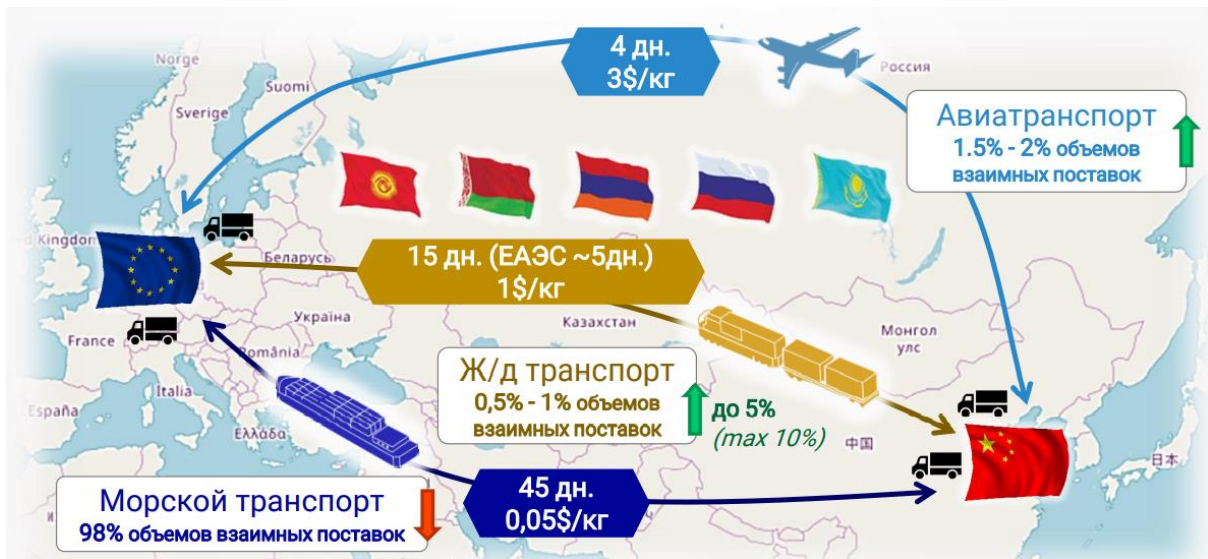 Norge
Suomi
Sverige
4 дн.
3$/кг
Россия
Авиатранспорт
1.5% - 2% объемов
взаимных поставок
Kingdom
Беларусь
15 дн. (ЕАЭС ~5дн.)
1$/кг
France
Україна
România
Казахстан
Монгол
улс
Italia
España
Ελλάδα
Ж/д транспорт
0,5% - 1% объемов
взаимных поставок
до 5%
(max 10%)
中国
日本
Морской транспорт
98% объемов взаимных поставок
45 дн.
0,05$/кг